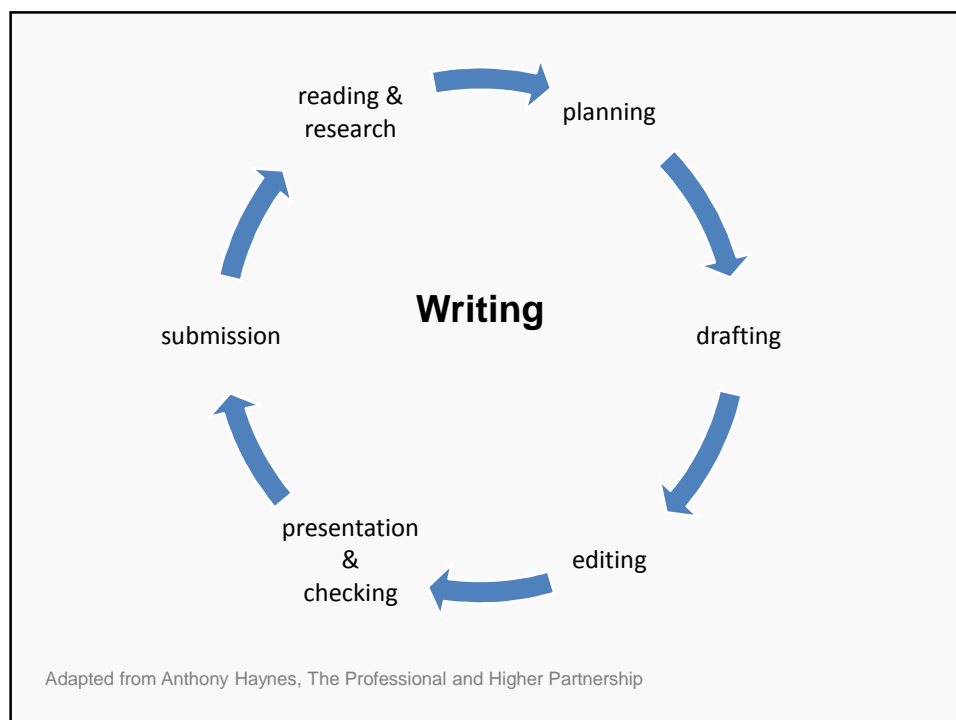 reading &
research
planning
Writing
submission
drafting
presentation
&
checking
editing
Adapted from Anthony Haynes, The Professional and Higher Partnership